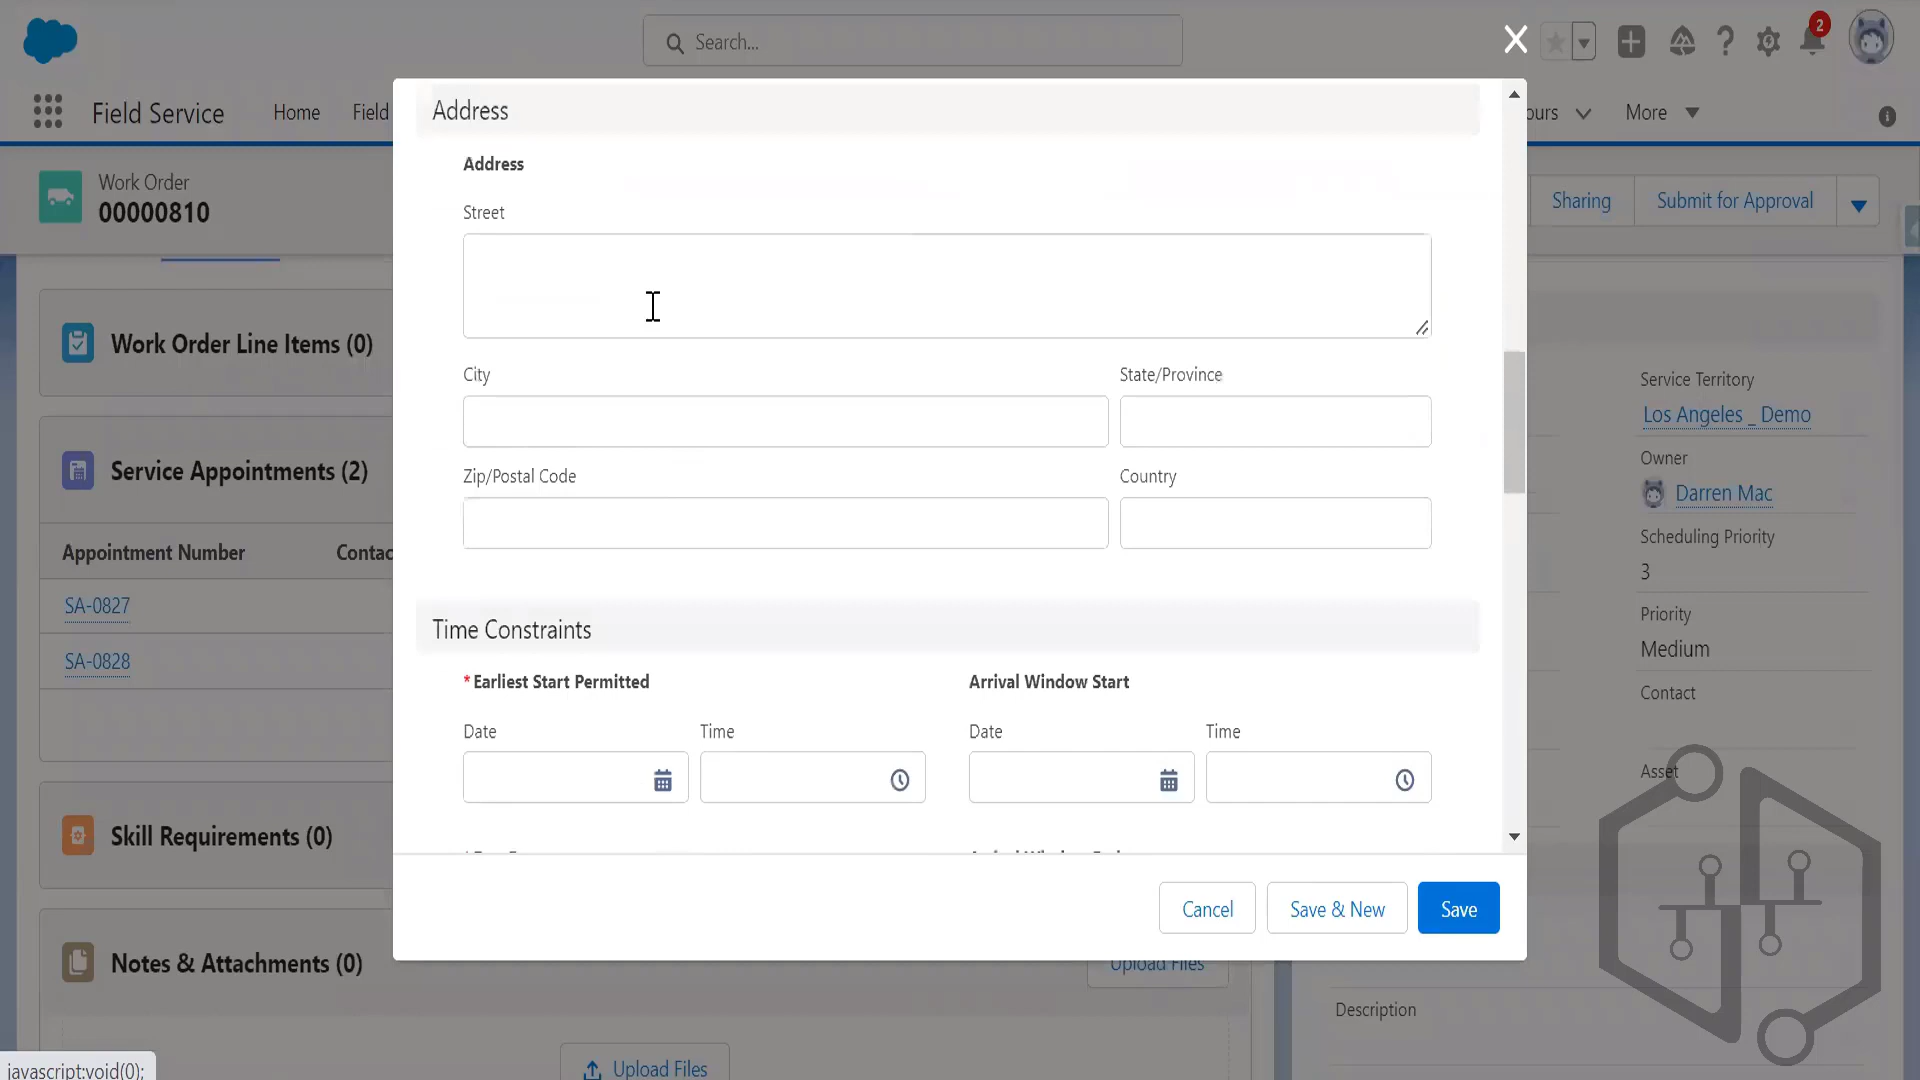 Search...
2
Field Service
Home
Field
ours
More
Work Order
00000810
Sharing
Submit for Approval
Address
Address
Street
City
State/Province
Zip/Postal Code
Country
Time Constraints
* Earliest Start Permitted
Arrival Window Start
Date
Time
Date
Time
Cancel
Save & New
Save
Work Order Line Items (0)
Service Appointments (2)
Appointment Number
Contac
SA-0827
SA-0828
Skill Requirements (0)
Notes & Attachments (0)
Upload Files
Upload Files
Service Territory
Los Angeles _ Demo
Owner
Darren Mac
Scheduling Priority
3
Priority
Medium
Contact
Asset
Description
javascript:void(0);